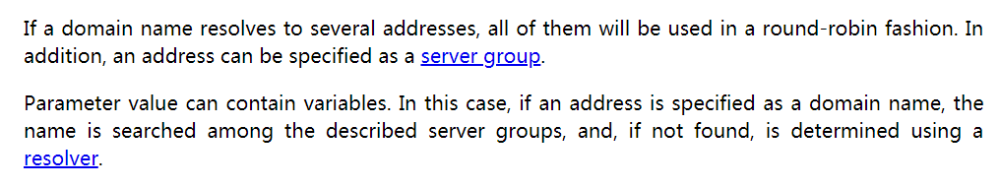 If a domain name resolves to several addresses, all of them will be used in a round-robin fashion. In
addition, an address can be specified as a server group.
Parameter value can contain variables. In this case, if an address is specified as a domain name, the
name is searched among the described server groups, and, if not found, is determined using a
resolver.